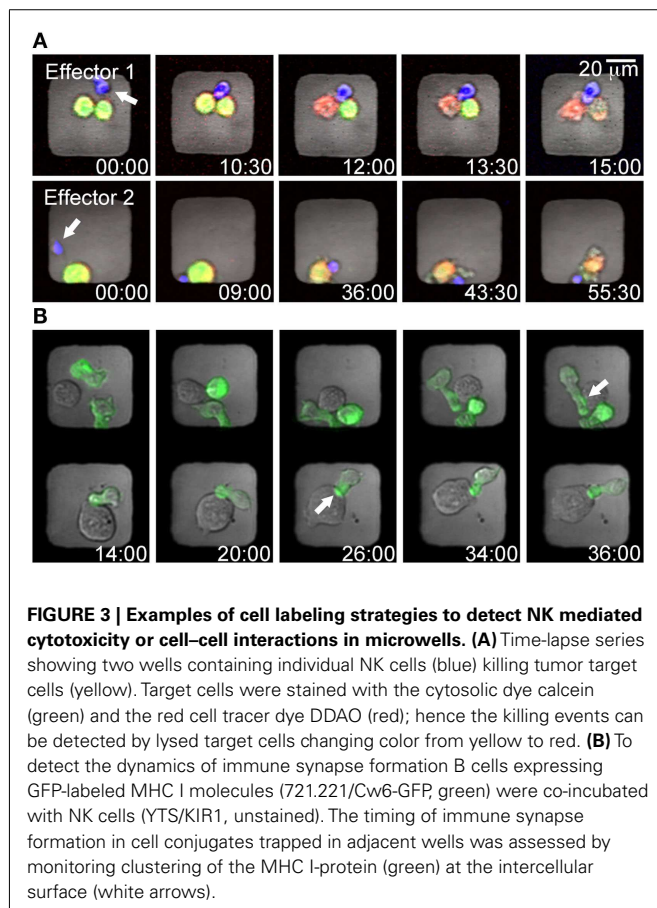 A
Effector 1
20 μm
00:00
10:30
12:00
13:30
15:00
Effector 2
00:00
09:00
36:00
43:30
55:30
B
14:00
20:00
26:00
34:00
36:00
FIGURE 3 | Examples of cell labeling strategies to detect NK mediated
cytotoxicity or cell–cell interactions in microwells. (A) Time-lapse series
showing two wells containing individual NK cells (blue) killing tumor target
cells (yellow). Target cells were stained with the cytosolic dye calcein
(green) and the red cell tracer dye DDAO (red); hence the killing events can
be detected by lysed target cells changing color from yellow to red. (B) To
detect the dynamics of immune synapse formation B cells expressing
GFP-labeled MHC I molecules (721.221/Cw6-GFP, green) were co-incubated
with NK cells (YTS/KIR1, unstained). The timing of immune synapse
formation in cell conjugates trapped in adjacent wells was assessed by
monitoring clustering of the MHC I-protein (green) at the intercellular
surface (white arrows).